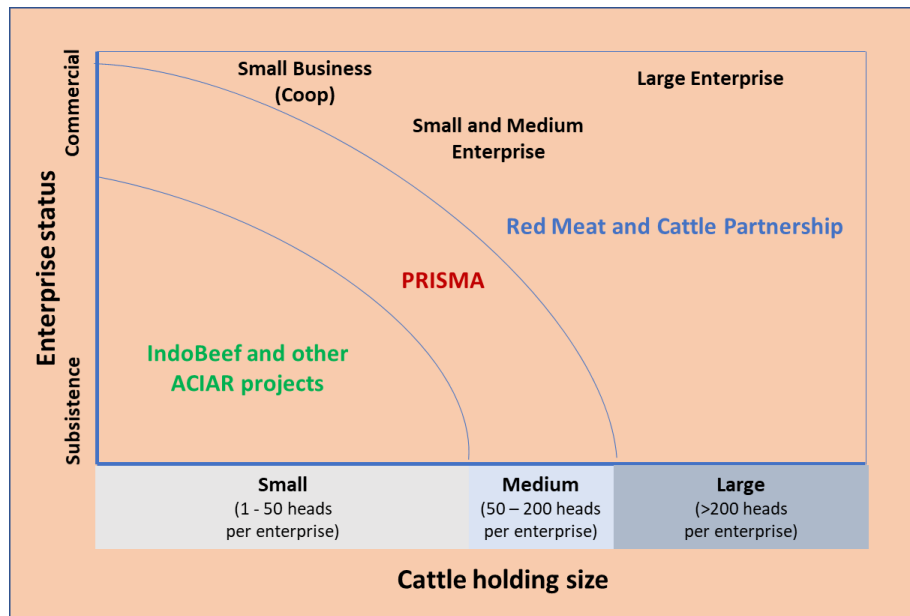 Enterprise status
Commercial
Subsistence
Small Business
(Coop)
Large Enterprise
Small and Medium
Enterprise
Red Meat and Cattle Partnership
PRISMA
IndoBeef and other
ACIAR projects
Small
(1 - 50 heads
per enterprise)
Medium
(50 – 200 heads
per enterprise)
Large
(>200 heads
per enterprise)
Cattle holding size